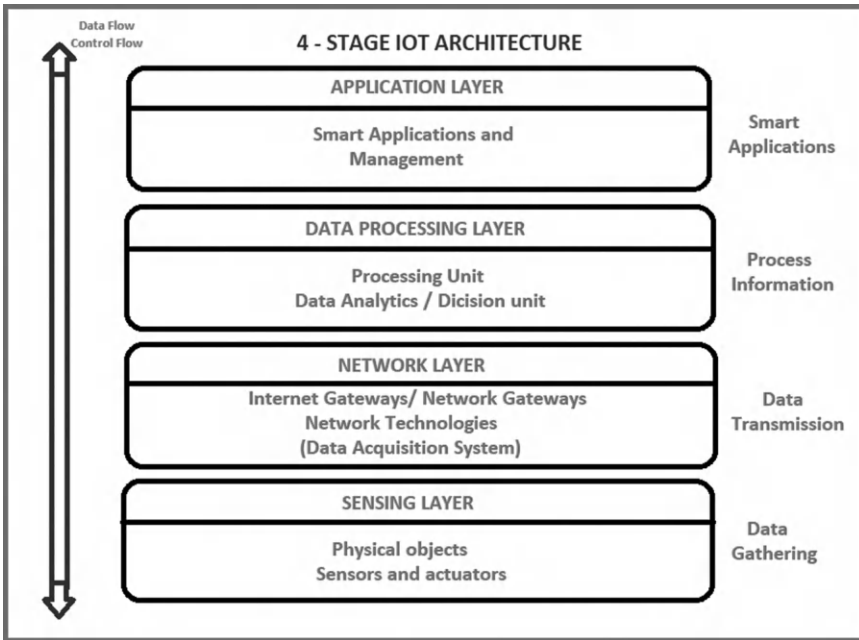 Data Flow
Control Flow
4 - STAGE IOT ARCHITECTURE
APPLICATION LAYER
Smart Applications and
Management
Smart
Applications
DATA PROCESSING LAYER
Processing Unit
Data Analytics / Dicision unit
Process
Information
NETWORK LAYER
Internet Gateways/ Network Gateways
Network Technologies
(Data Acquisition System)
Data
Transmission
SENSING LAYER
Physical objects
Sensors and actuators
Data
Gathering